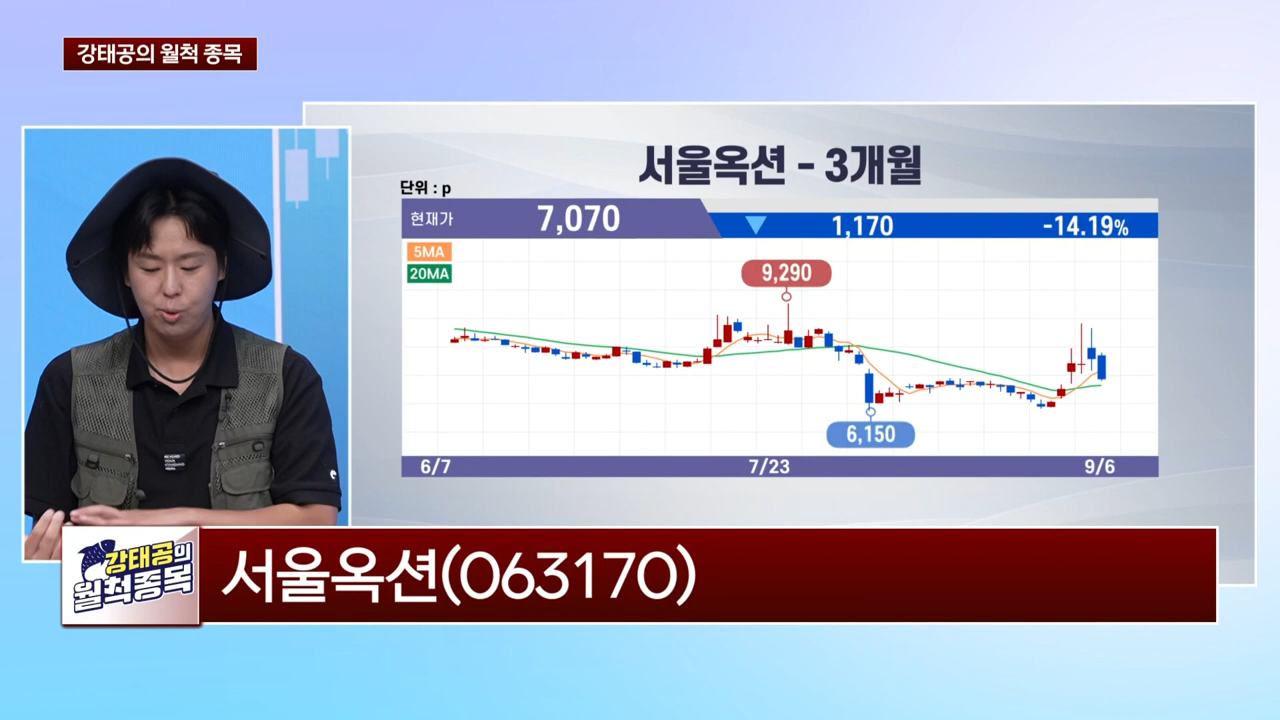 강태공의 월척 종목
서울옥션 - 3개월
단위 : p
현재가 7,070 ▼ 1,170 -14.19%
5MA
20MA
9,290
6,150
6/7 7/23 9/6
강태공의
월척종목
서울옥션(063170)